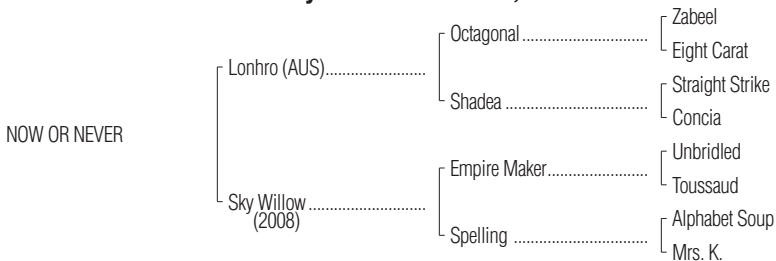 Zabeel
Octagonal
Eight Carat
Lonhro (AUS)
Straight Strike
Shadea
Concia
NOW OR NEVER
Unbridled
Empire Maker
Toussaud
Sky Willow
(2008)
Alphabet Soup
Spelling
Mrs. K.